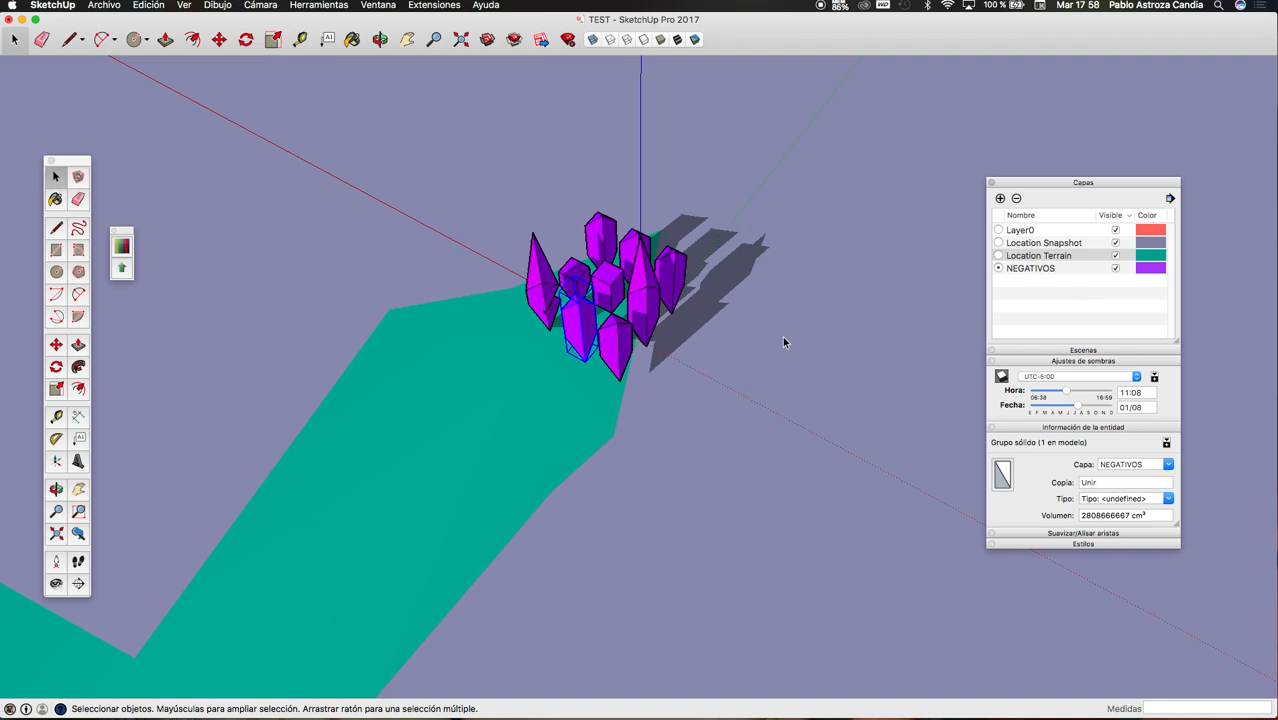 SketchUp Archivo Edición Ver Dibujo Cámara Herramientas Ventana Extensiones Ayuda 86% WD 100 % Mar 17 58 Pablo Astroza Candia
TEST - SketchUp Pro 2017
A1
A1
Capas
Nombre Visible Color
Layer0
Location Snapshot
Location Terrain
NEGATIVOS
Escenas
Ajustes de sombras
UTC-5:00
Hora: 06:38 16:59 11:08
Fecha: E F M A M J J A S O N D 01/08
Información de la entidad
Grupo sólido (1 en modelo)
Capa: NEGATIVOS
Copia: Unir
Tipo: Tipo: <undefined>
Volumen: 2808666667 cm³
Suavizar/Alisar aristas
Estilos
Seleccionar objetos. Mayúsculas para ampliar selección. Arrastrar ratón para una selección múltiple. Medidas